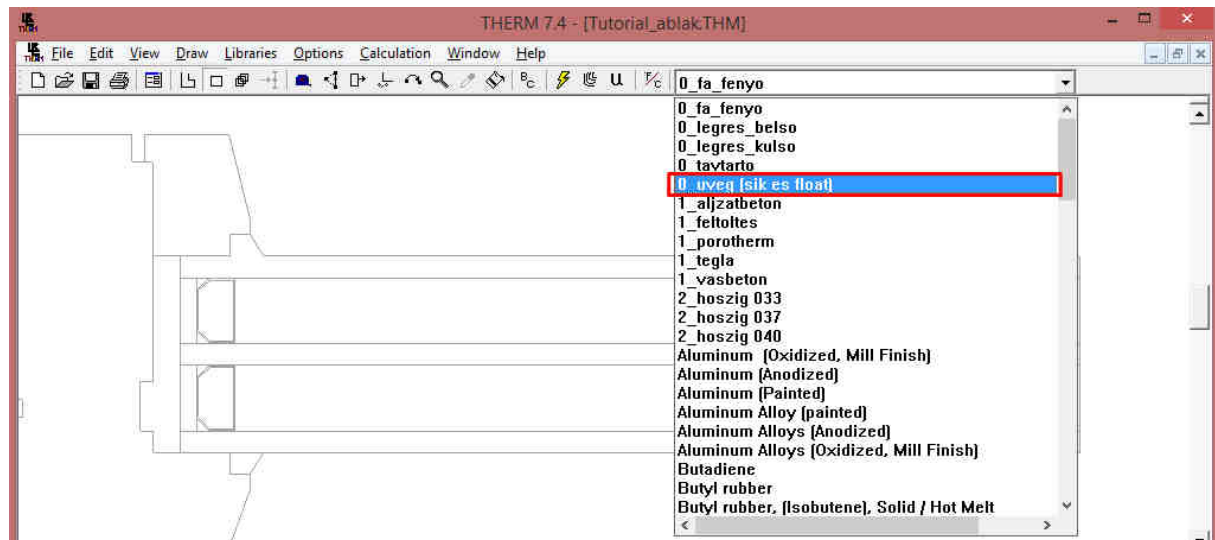 THERM 7.4 - [Tutorial_ablak.THM]
File Edit View Draw Libraries Options Calculation Window Help
BC U F/C 0_fa_fenyo
0_fa_fenyo
0_legres_belso
0_legres_kulso
0_tavtarto
0_uveg (sik es float)
1_aljzatbeton
1_feltoltes
1_porotherm
1_tegla
1_vasbeton
2_hoszig 033
2_hoszig 037
2_hoszig 040
Aluminum (Oxidized, Mill Finish)
Aluminum (Anodized)
Aluminum (Painted)
Aluminum Alloy (painted)
Aluminum Alloys (Anodized)
Aluminum Alloys (Oxidized, Mill Finish)
Butadiene
Butyl rubber
Butyl rubber, (Isobutene), Solid / Hot Melt